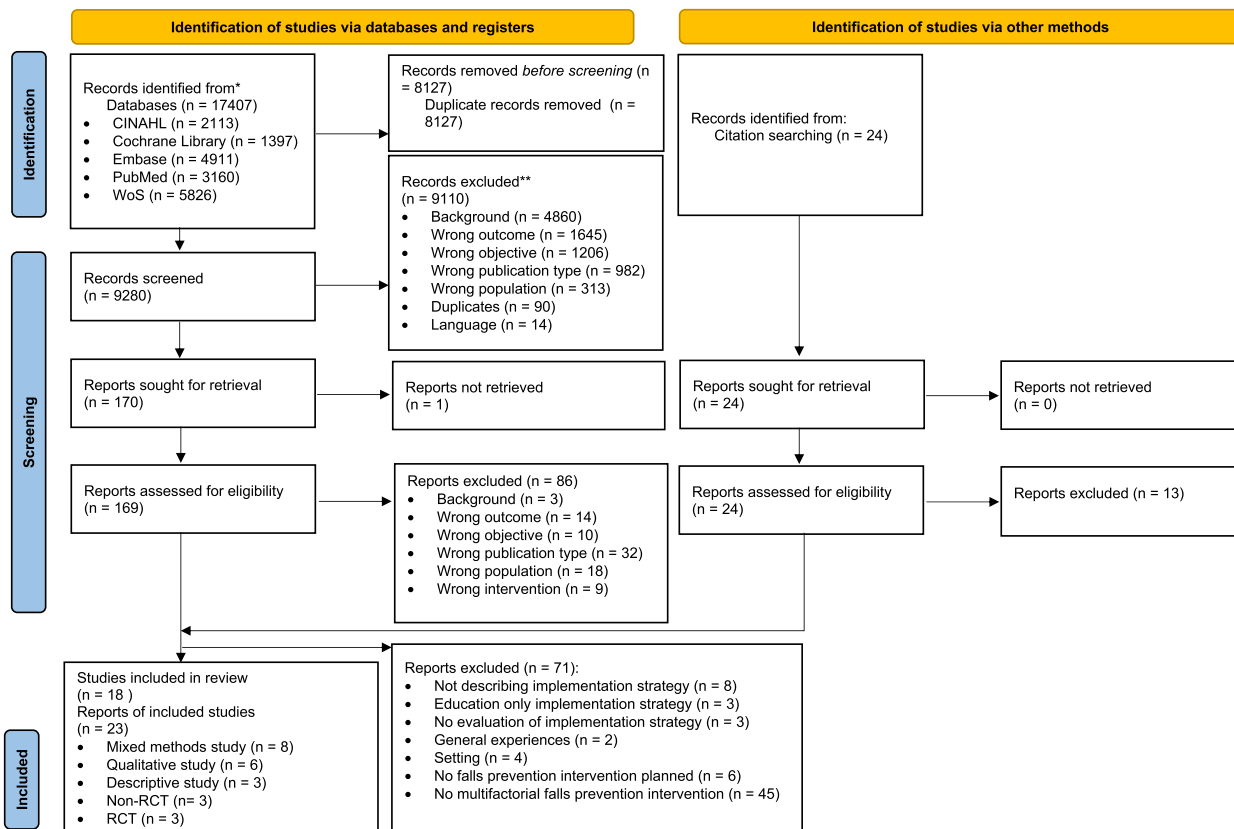 Identification of studies via databases and registers
Identification of studies via other methods
Identification
Records identified from*
Databases (n = 17407)
• CINAHL (n = 2113)
• Cochrane Library (n = 1397)
• Embase (n = 4911)
• PubMed (n = 3160)
• WoS (n = 5826)
Records removed before screening (n
= 8127)
Duplicate records removed (n =
8127)
Records identified from:
Citation searching (n = 24)
Screening
Records screened
(n = 9280)
Records excluded**
(n = 9110)
• Background (n = 4860)
• Wrong outcome (n = 1645)
• Wrong objective (n = 1206)
• Wrong publication type (n = 982)
• Wrong population (n = 313)
• Duplicates (n = 90)
• Language (n = 14)
Reports sought for retrieval
(n = 170)
Reports not retrieved
(n = 1)
Reports sought for retrieval
(n = 24)
Reports not retrieved
(n = 0)
Reports assessed for eligibility
(n = 169)
Reports excluded (n = 86)
• Background (n = 3)
• Wrong outcome (n = 14)
• Wrong objective (n = 10)
• Wrong publication type (n = 32)
• Wrong population (n = 18)
• Wrong intervention (n = 9)
Reports assessed for eligibility
(n = 24)
Reports excluded (n = 13)
Included
Studies included in review
(n = 18 )
Reports of included studies
(n = 23)
• Mixed methods study (n = 8)
• Qualitative study (n = 6)
• Descriptive study (n = 3)
• Non-RCT (n= 3)
• RCT (n = 3)
Reports excluded (n = 71):
• Not describing implementation strategy (n = 8)
• Education only implementation strategy (n = 3)
• No evaluation of implementation strategy (n = 3)
• General experiences (n = 2)
• Setting (n = 4)
• No falls prevention intervention planned (n = 6)
• No multifactorial falls prevention intervention (n = 45)